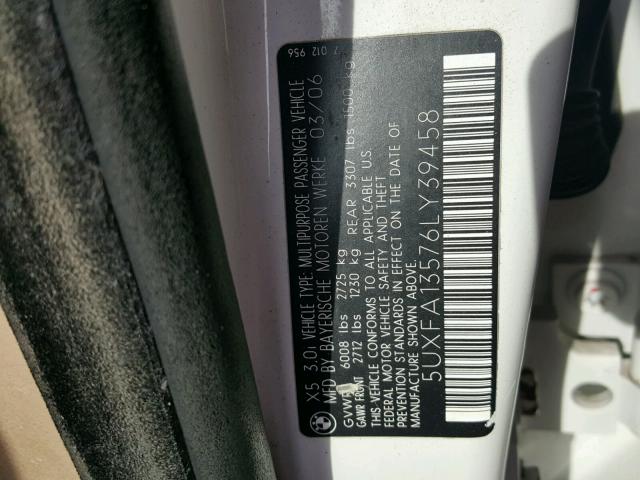 7 012 956
X5 3.0i VEHICLE TYPE: MULTIPURPOSE PASSENGER VEHICLE
MFD BY BAYERISCHE MOTOREN WERKE 03/06
GVWR 6008 lbs 2725 kg
GAWR FRONT 2712 lbs 1230 kg REAR 3307 lbs 1500 kg
THIS VEHICLE CONFORMS TO ALL APPLICABLE U.S.
FEDERAL MOTOR VEHICLE SAFETY AND THEFT
PREVENTION STANDARDS IN EFFECT ON THE DATE OF
MANUFACTURE SHOWN ABOVE.
5UXFA13576LY39458